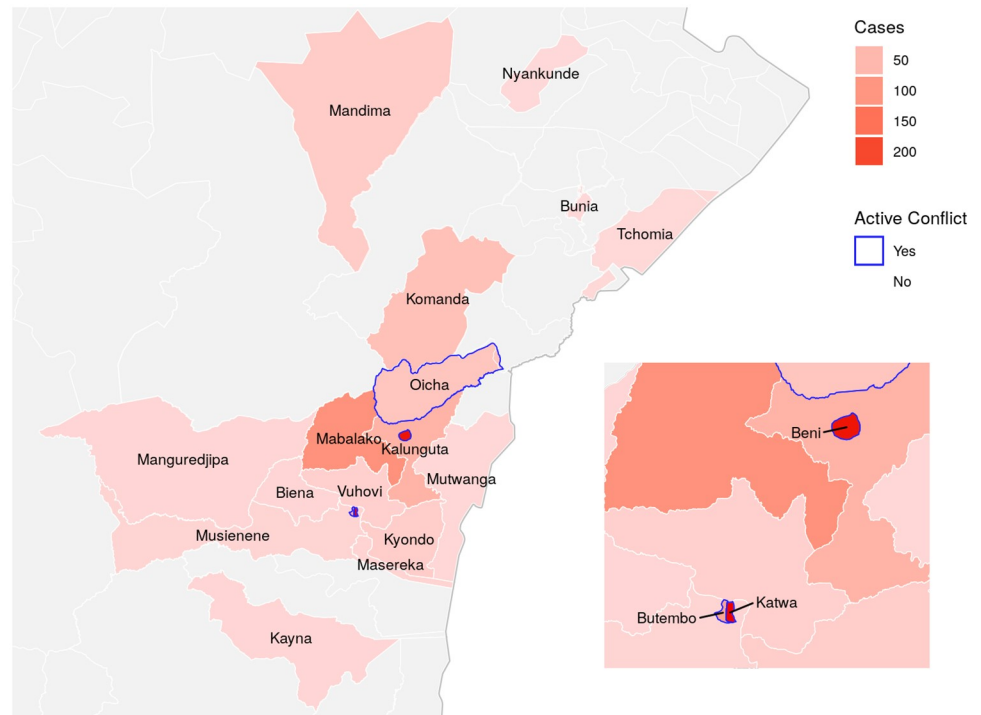 Cases
50
100
150
200
Active Conflict
Yes
No
Nyankunde
Mandima
Bunia
Tchomia
Komanda
Oicha
Mabalako
Kalunguta
Manguredjipa
Mutwanga
Biena
Vuhovi
Musienene
Kyondo
Masereka
Kayna
Beni
Katwa
Butembo